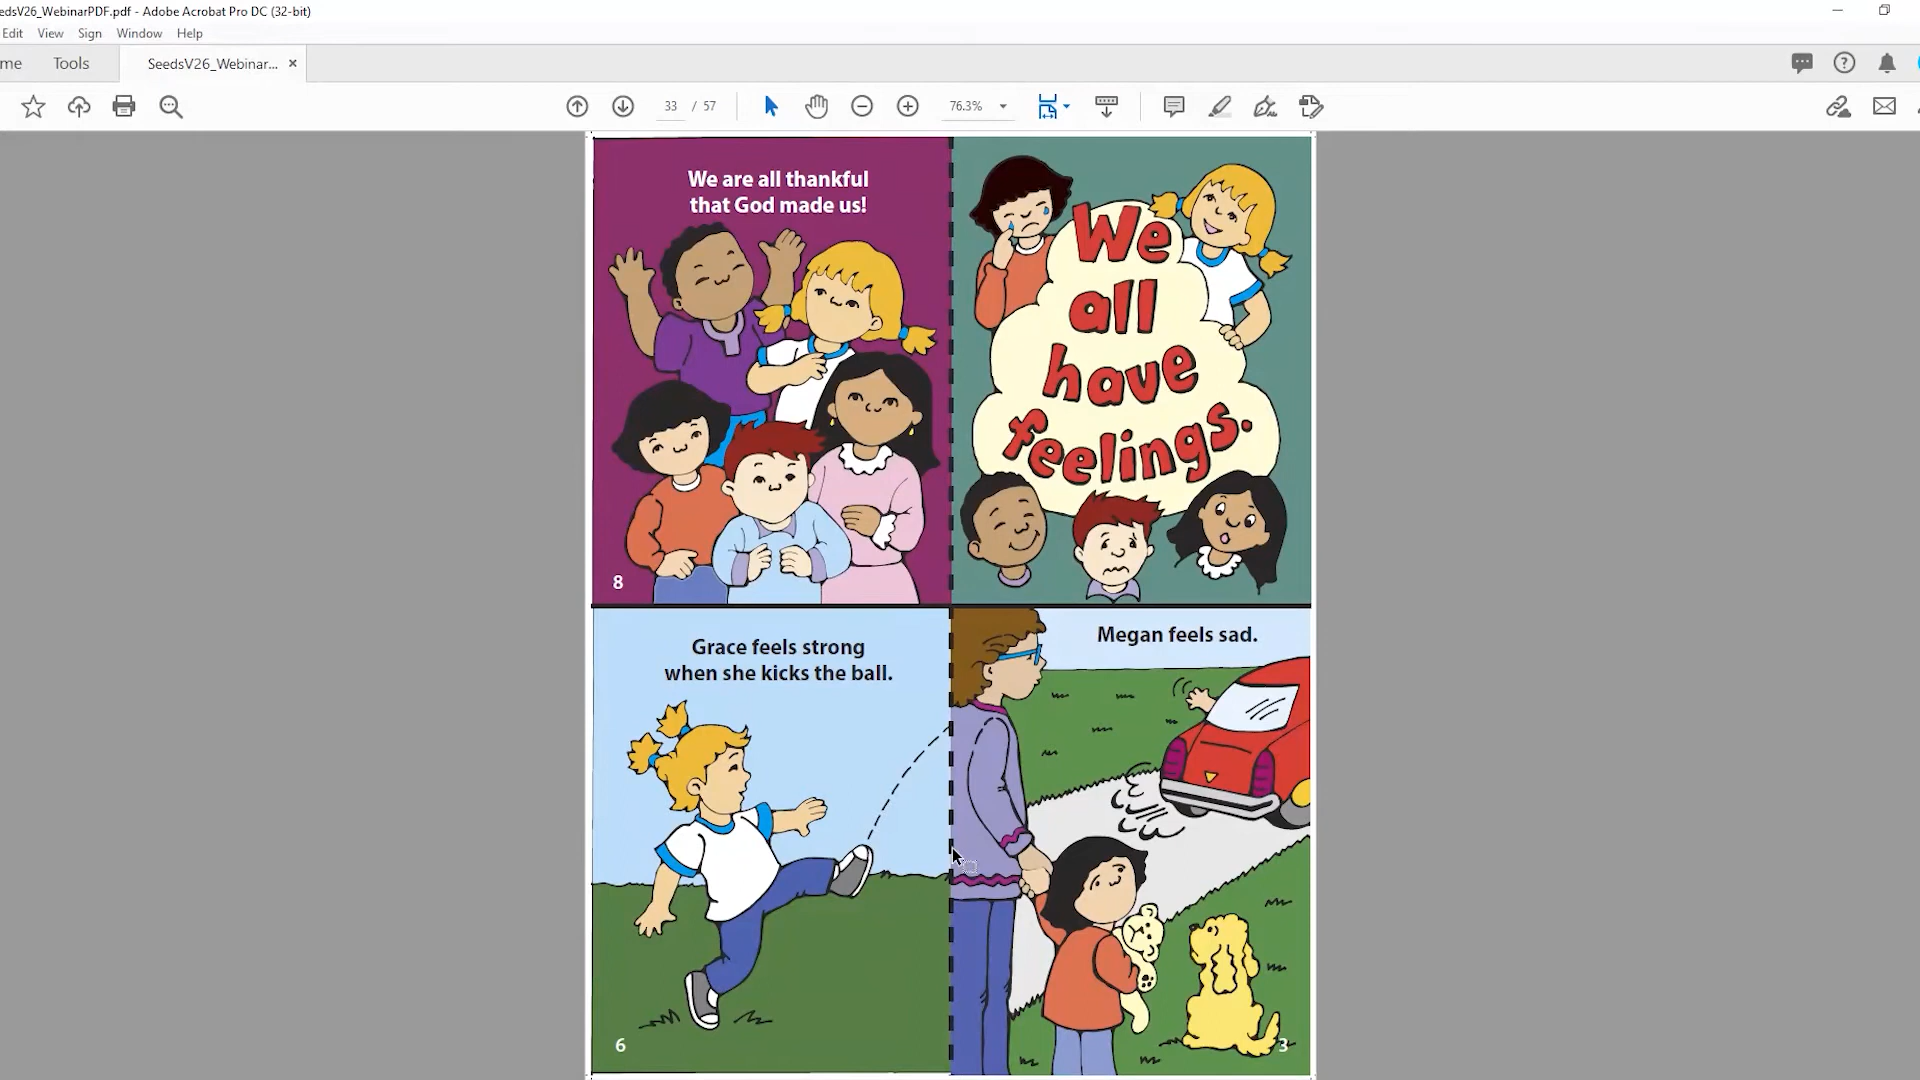 edsV26_WebinarPDF.pdf - Adobe Acrobat Pro DC (32-bit)
Edit View Sign Window Help
me Tools SeedsV26_Webinar... ×
33 / 57 76.3%
We are all thankful
that God made us!
8
We
all
have
feelings.
Grace feels strong
when she kicks the ball.
6
Megan feels sad.
3